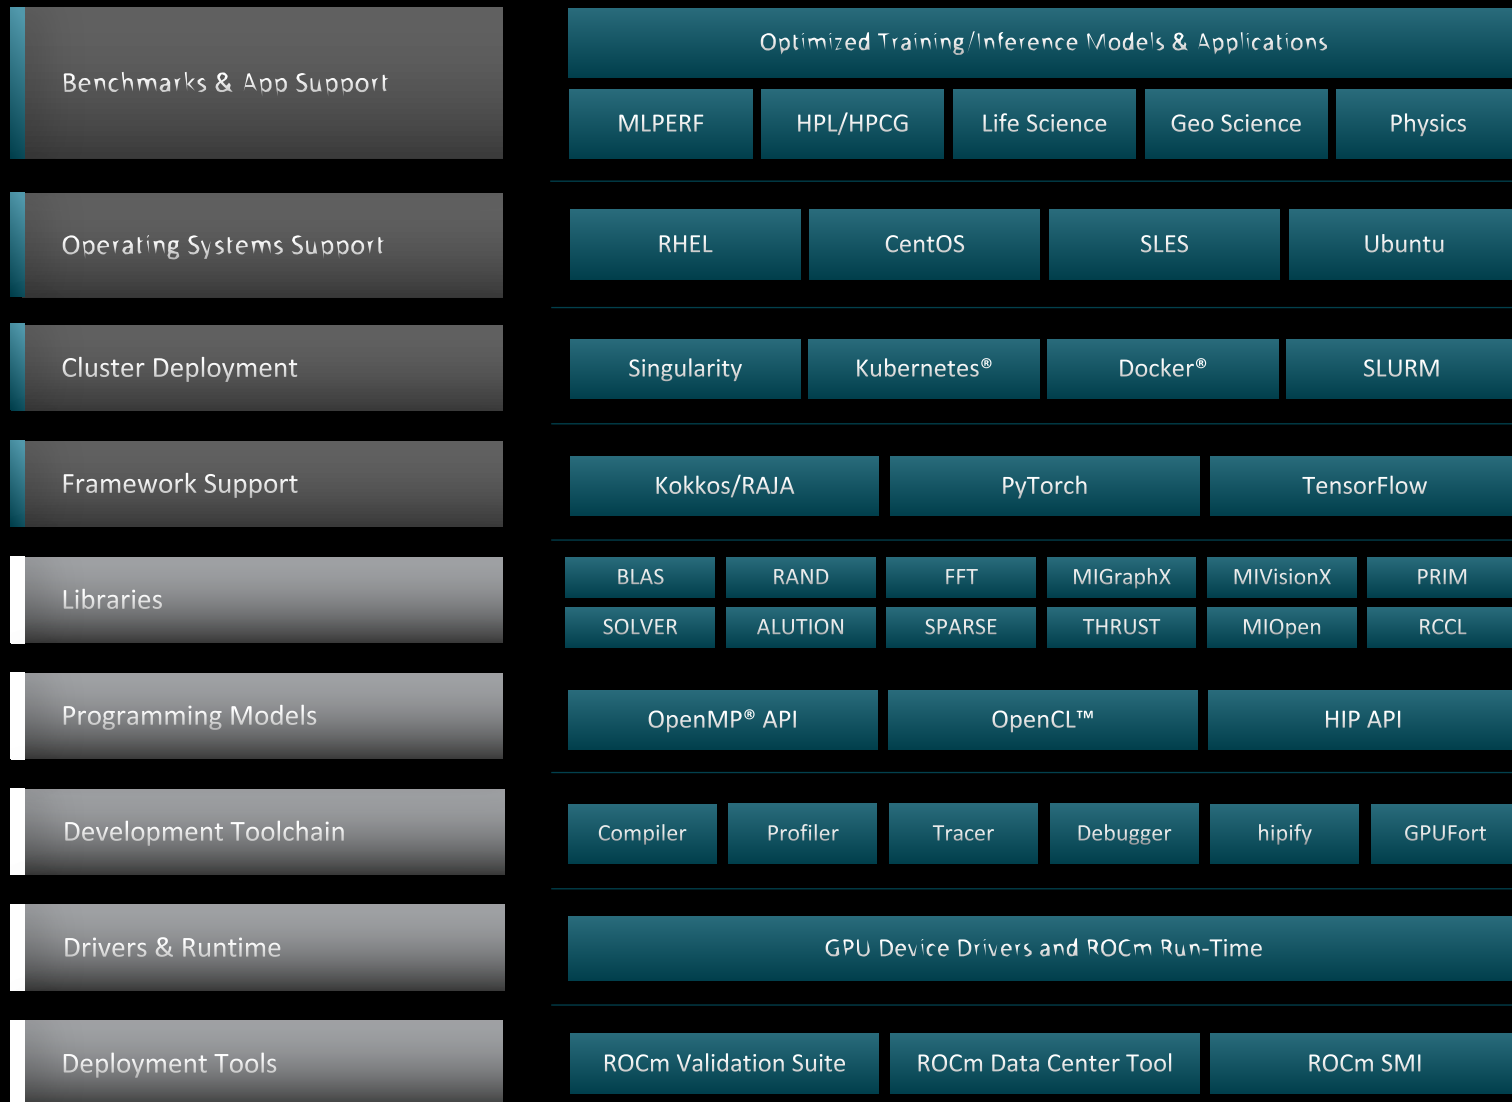 Benchmarks & App Support
Optimized Training/Inference Models & Applications
MLPERF
HPL/HPCG
Life Science
Geo Science
Physics
Operating Systems Support
RHEL
CentOS
SLES
Ubuntu
Cluster Deployment
Singularity
Kubernetes®
Docker®
SLURM
Framework Support
Kokkos/RAJA
PyTorch
TensorFlow
Libraries
BLAS
RAND
FFT
MIGraphX
MIVisionX
PRIM
SOLVER
ALUTION
SPARSE
THRUST
MIOpen
RCCL
Programming Models
OpenMP® API
OpenCL™
HIP API
Development Toolchain
Compiler
Profiler
Tracer
Debugger
hipify
GPUFort
Drivers & Runtime
GPU Device Drivers and ROCm Run-Time
Deployment Tools
ROCm Validation Suite
ROCm Data Center Tool
ROCm SMI